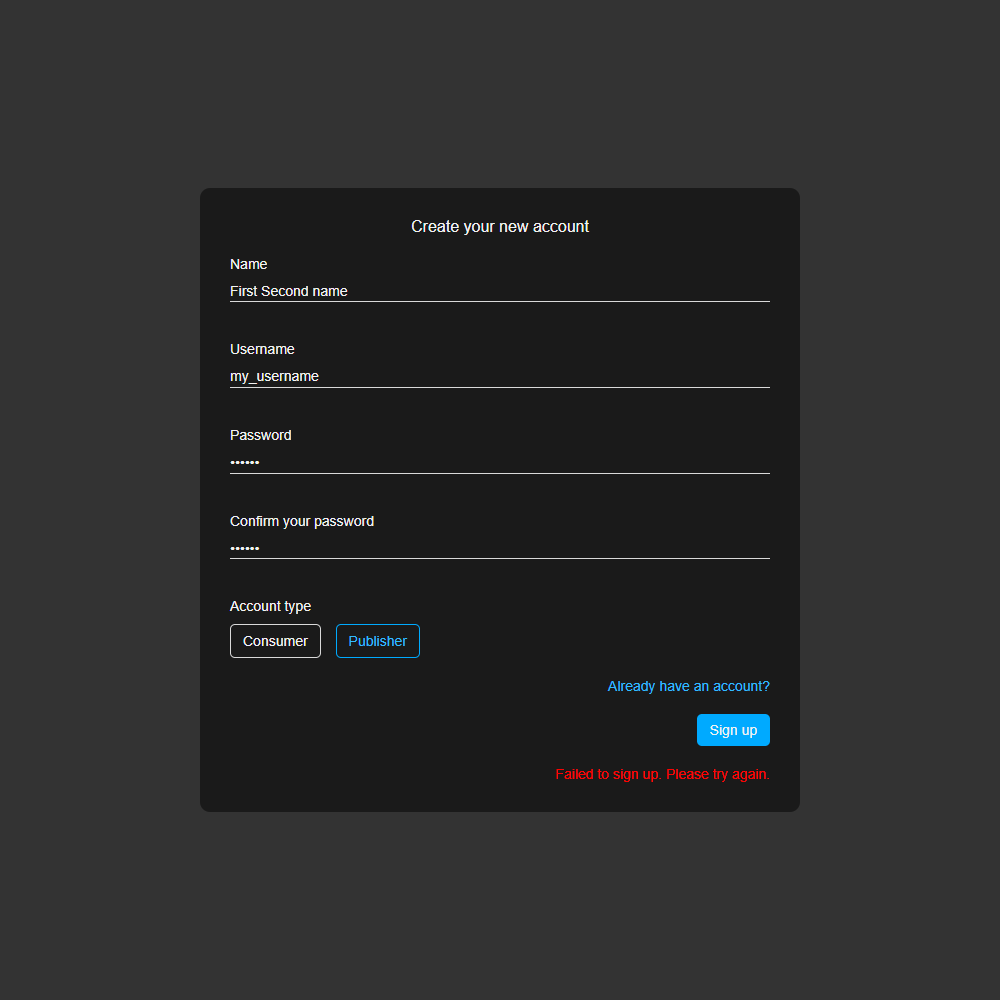 Create your new account
Name
First Second name
Username
my_username
Password
••••••
Confirm your password
••••••
Account type
Consumer Publisher
Already have an account?
Sign up
Failed to sign up. Please try again.